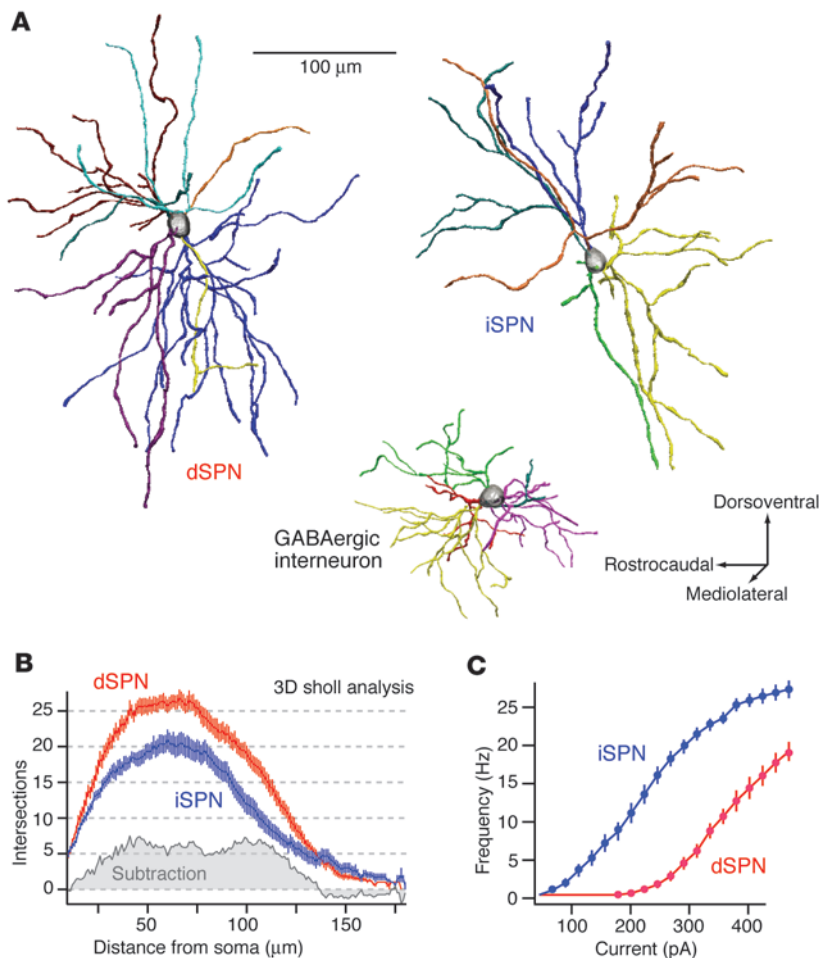 A
100 μm
dSPN
iSPN
GABAergic
interneuron
Dorsoventral
Rostrocaudal
Mediolateral
B
dSPN
3D sholl analysis
iSPN
Subtraction
Intersections
25
20
15
10
5
0
50
100
150
Distance from soma (μm)
C
iSPN
dSPN
Frequency (Hz)
25
20
15
10
5
0
100
200
300
400
Current (pA)